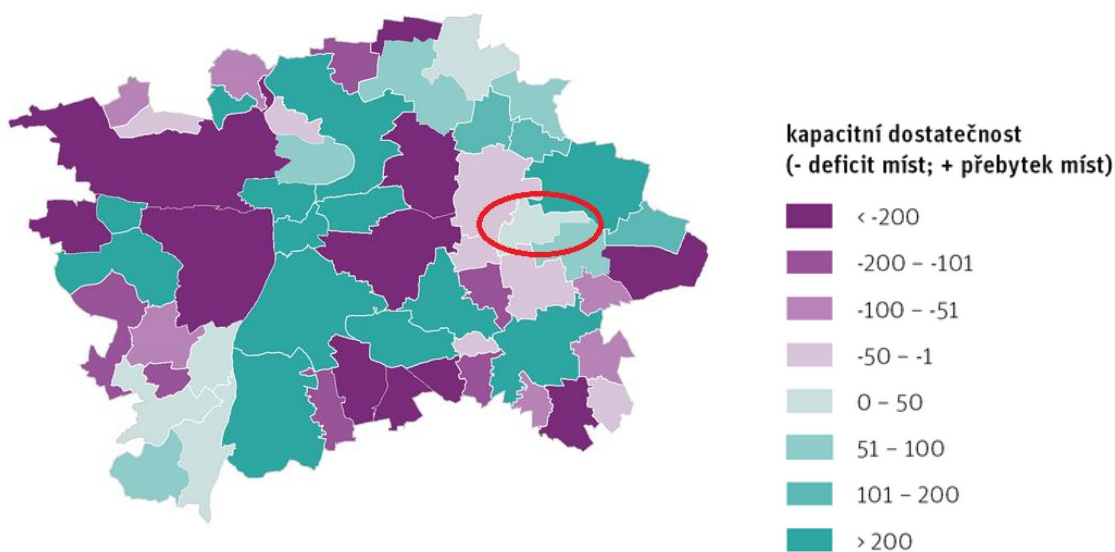 kapacitní dostatečnost
(- deficit míst; + přebytek míst)
< -200
-200 – -101
-100 – -51
-50 – -1
0 – 50
51 – 100
101 – 200
> 200